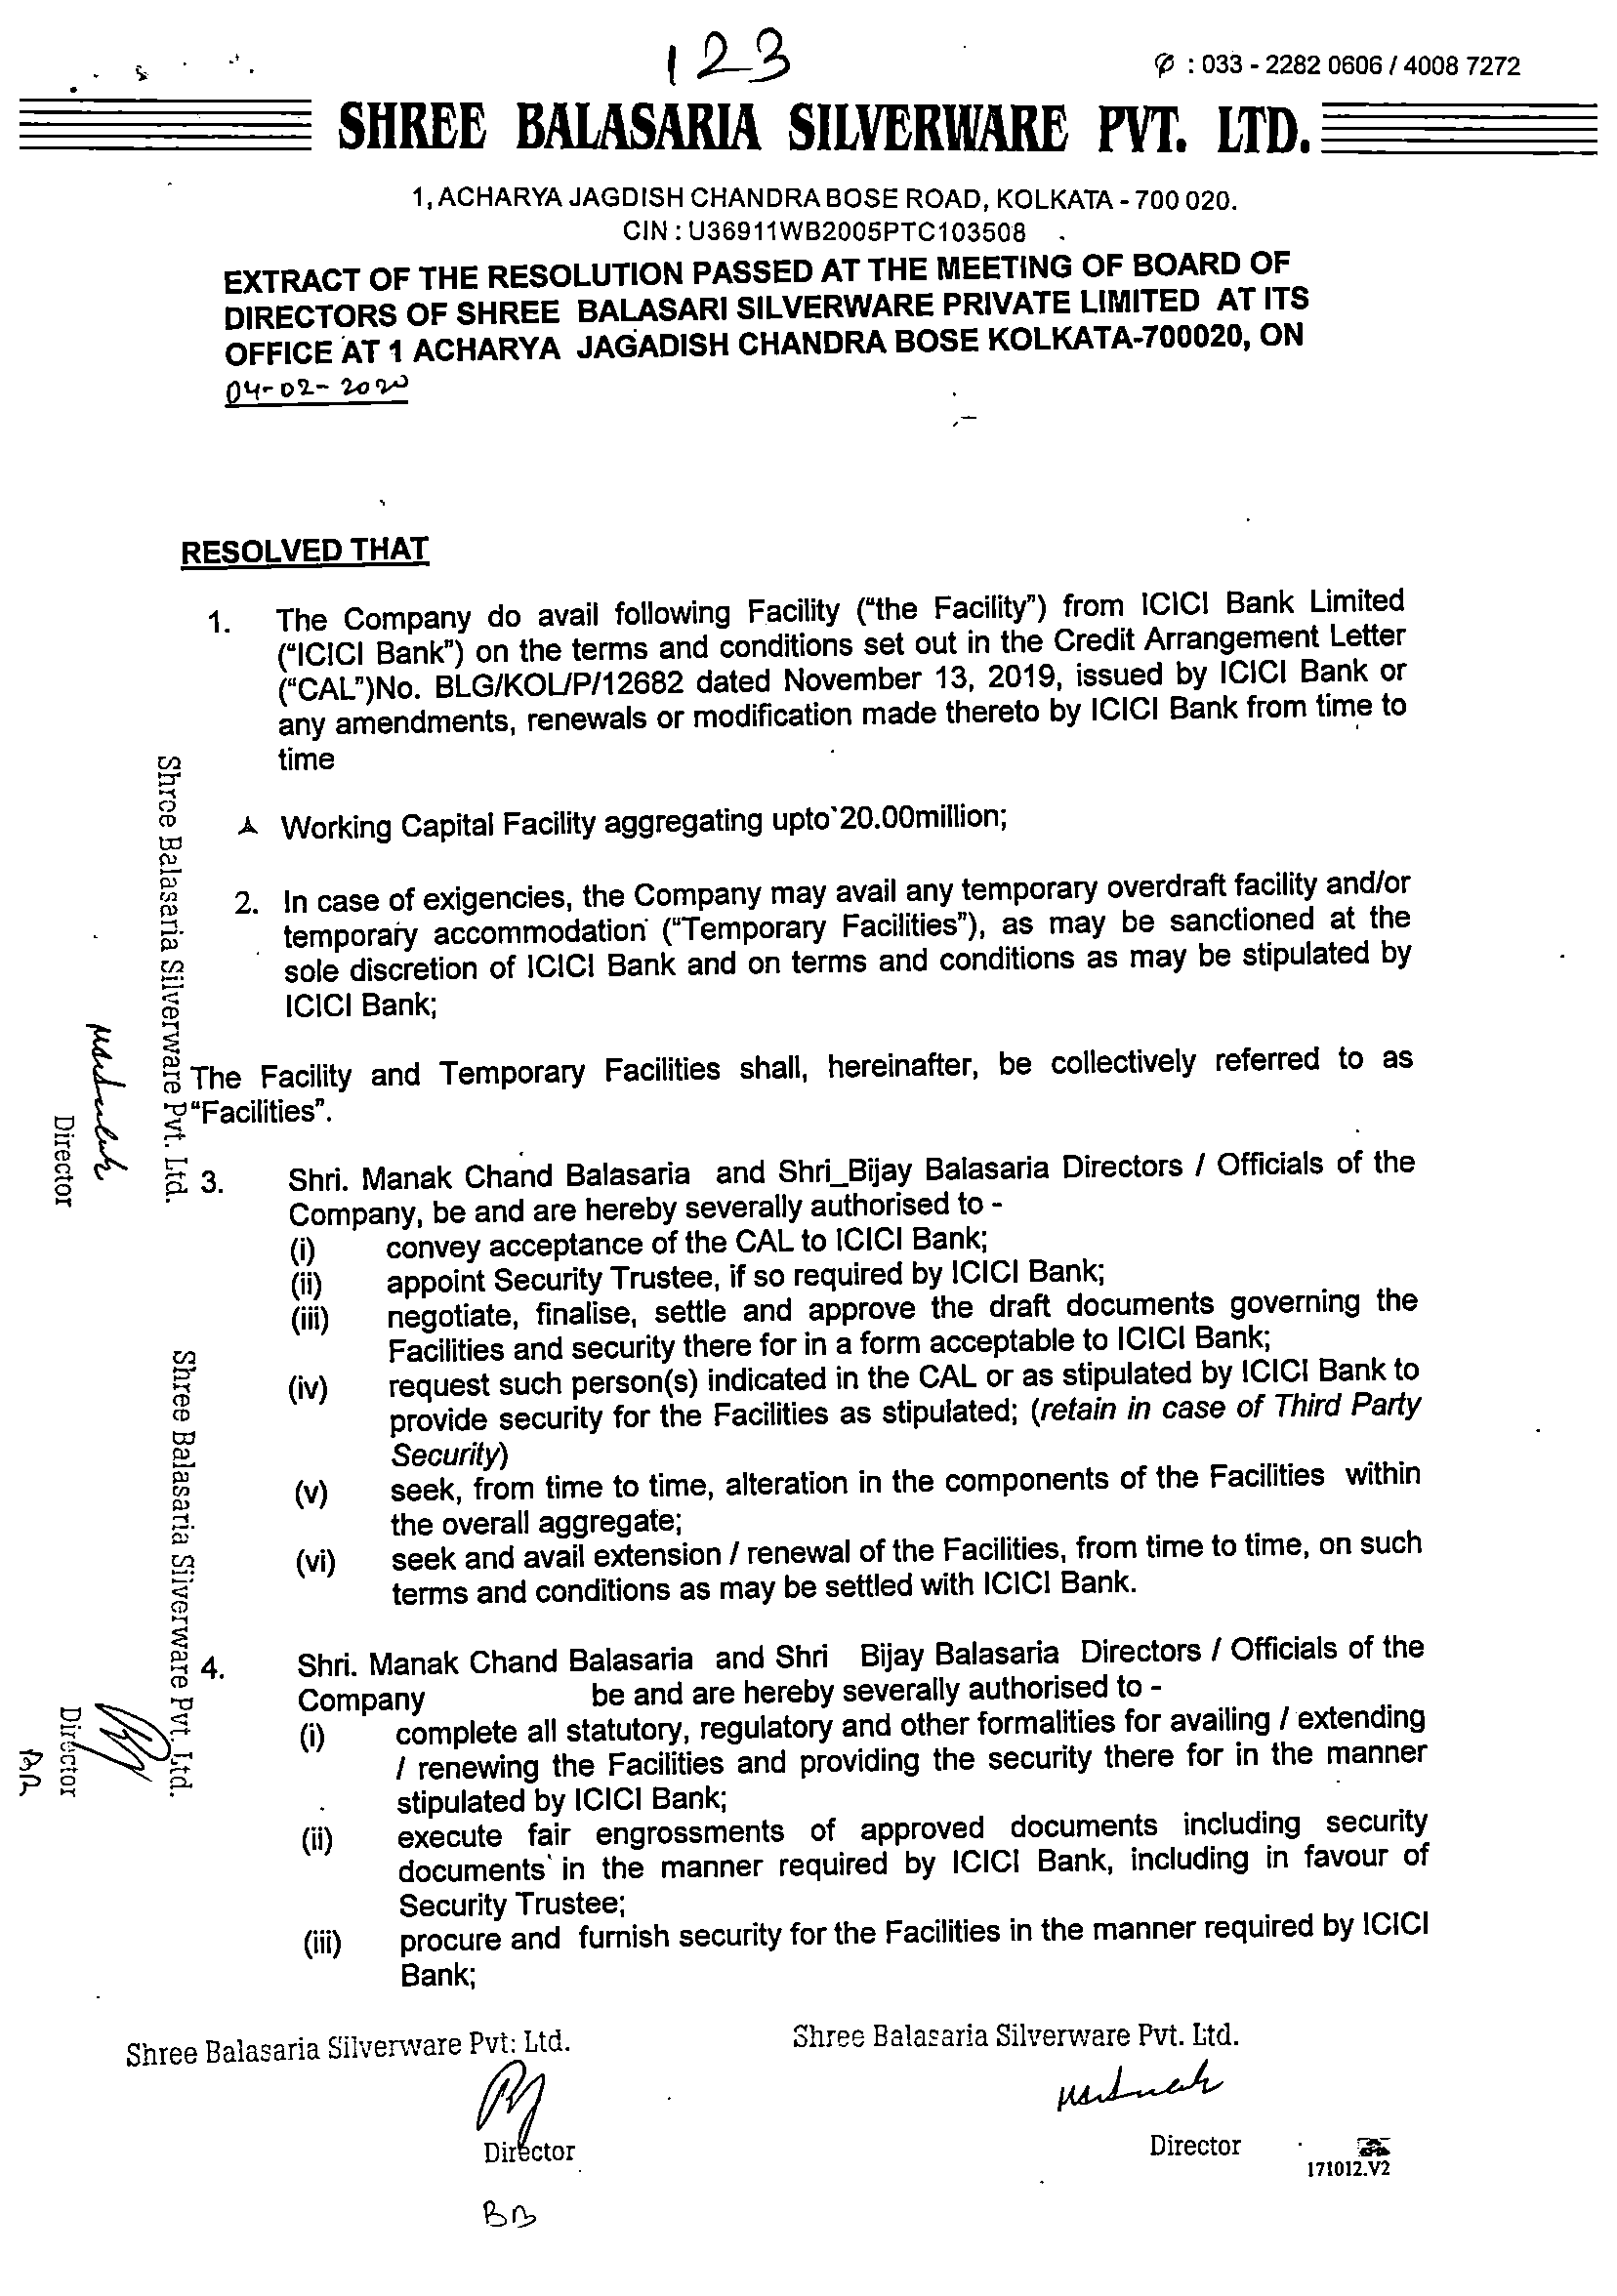 123
: 033 - 2282 0606 / 4008 7272
SHREE BALASARIA SILVERWARE PVT. LTD.
1, ACHARYA JAGDISH CHANDRA BOSE ROAD, KOLKATA - 700 020.
CIN : U36911WB2005PTC103508
EXTRACT OF THE RESOLUTION PASSED AT THE MEETING OF BOARD OF
DIRECTORS OF SHREE BALASARI SILVERWARE PRIVATE LIMITED AT ITS
OFFICE AT 1 ACHARYA JAGADISH CHANDRA BOSE KOLKATA-700020, ON
04-02-2020
RESOLVED THAT
1. The Company do avail following Facility (“the Facility”) from ICICI Bank Limited
(“ICICI Bank”) on the terms and conditions set out in the Credit Arrangement Letter
(“CAL”)No. BLG/KOL/P/12682 dated November 13, 2019, issued by ICICI Bank or
any amendments, renewals or modification made thereto by ICICI Bank from time to
time
Working Capital Facility aggregating upto`20.00million;
2. In case of exigencies, the Company may avail any temporary overdraft facility and/or
temporary accommodation (“Temporary Facilities”), as may be sanctioned at the
sole discretion of ICICI Bank and on terms and conditions as may be stipulated by
ICICI Bank;
The Facility and Temporary Facilities shall, hereinafter, be collectively referred to as
“Facilities”.
3. Shri. Manak Chand Balasaria and Shri_Bijay Balasaria Directors / Officials of the
Company, be and are hereby severally authorised to -
(i) convey acceptance of the CAL to ICICI Bank;
(ii) appoint Security Trustee, if so required by ICICI Bank;
(iii) negotiate, finalise, settle and approve the draft documents governing the
Facilities and security there for in a form acceptable to ICICI Bank;
(iv) request such person(s) indicated in the CAL or as stipulated by ICICI Bank to
provide security for the Facilities as stipulated; (retain in case of Third Party
Security)
(v) seek, from time to time, alteration in the components of the Facilities within
the overall aggregate;
(vi) seek and avail extension / renewal of the Facilities, from time to time, on such
terms and conditions as may be settled with ICICI Bank.
4. Shri. Manak Chand Balasaria and Shri Bijay Balasaria Directors / Officials of the
Company be and are hereby severally authorised to -
(i) complete all statutory, regulatory and other formalities for availing / extending
/ renewing the Facilities and providing the security there for in the manner
stipulated by ICICI Bank;
(ii) execute fair engrossments of approved documents including security
documents in the manner required by ICICI Bank, including in favour of
Security Trustee;
(iii) procure and furnish security for the Facilities in the manner required by ICICI
Bank;
Shree Balasaria Silverware Pvt. Ltd.
Director
Shree Balasaria Silverware Pvt. Ltd.
Director
Shree Balasaria Silverware Pvt: Ltd.
Director
BB
Shree Balasaria Silverware Pvt. Ltd.
Director
171012.V2